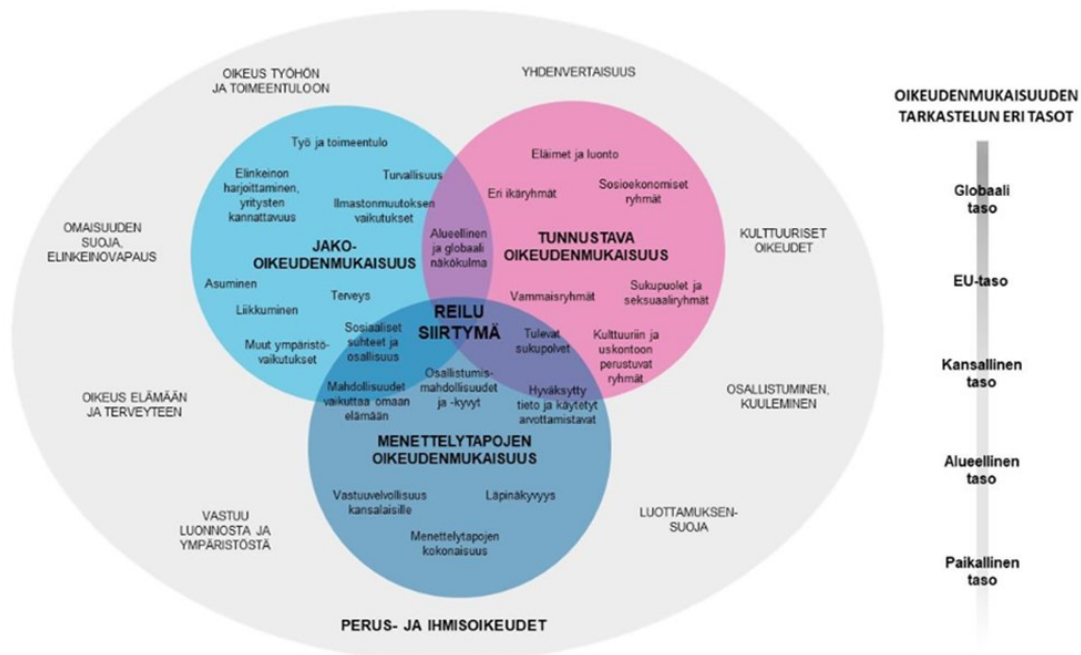 OIKEUS TYÖHÖN
JA TOIMEENTULOON
YHDENVERTAISUUS
OMAISUUDEN
SUOJA,
ELINKEINOVAPAUS
KULTTUURISET
OIKEUDET
OIKEUS ELÄMÄÄN
JA TERVEYTEEN
OSALLISTUMINEN,
KUULEMINEN
VASTUU
LUONNOSTA JA
YMPÄRISTÖSTÄ
LUOTTAMUKSEN-
SUOJA
PERUS- JA IHMISOIKEUDET
Työ ja toimeentulo
Elinkeinon
harjoittaminen,
yritysten
kannattavuus
Turvallisuus
Ilmastonmuutoksen
vaikutukset
JAKO-
OIKEUDENMUKAISUUS
Asuminen
Liikkuminen
Terveys
Muut ympäristö-
vaikutukset
Sosiaaliset
suhteet ja
osallisuus
Alueellinen
ja globaali
näkökulma
Eläimet ja luonto
Eri ikäryhmät
Sosioekonomiset
ryhmät
TUNNUSTAVA
OIKEUDENMUKAISUUS
Vammaisryhmät
Sukupuolet ja
seksuaaliryhmät
Tulevat
sukupolvet
Kulttuuriin ja
uskontoon
perustuvat
ryhmät
REILU
SIIRTYMÄ
Mahdollisuudet
vaikuttaa omaan
elämään
Osallistumis-
mahdollisuudet
ja -kyvyt
Hyväksytty
tieto ja käytetyt
arvottamistavat
MENETTELYTAPOJEN
OIKEUDENMUKAISUUS
Vastuuvelvollisuus
kansalaisille
Läpinäkyvyys
Menettelytapojen
kokonaisuus
OIKEUDENMUKAISUUDEN
TARKASTELUN ERI TASOT
Globaali
taso
EU-taso
Kansallinen
taso
Alueellinen
taso
Paikallinen
taso